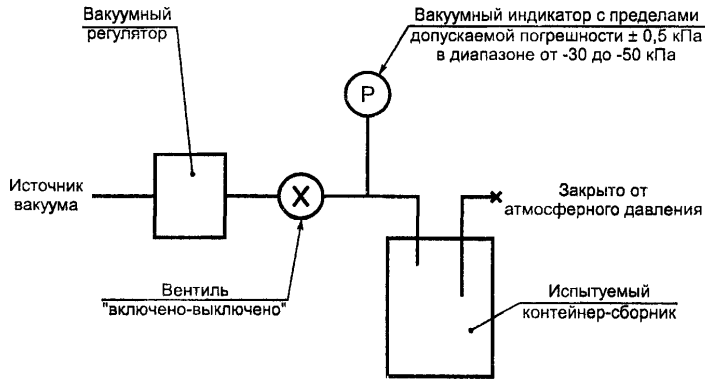 Вакуумный
регулятор
Вакуумный индикатор с пределами
допускаемой погрешности ± 0,5 кПа
в диапазоне от -30 до -50 кПа
P
Источник
вакуума
X
Закрыто от
атмосферного давления
Вентиль
"включено-выключено"
Испытуемый
контейнер-сборник